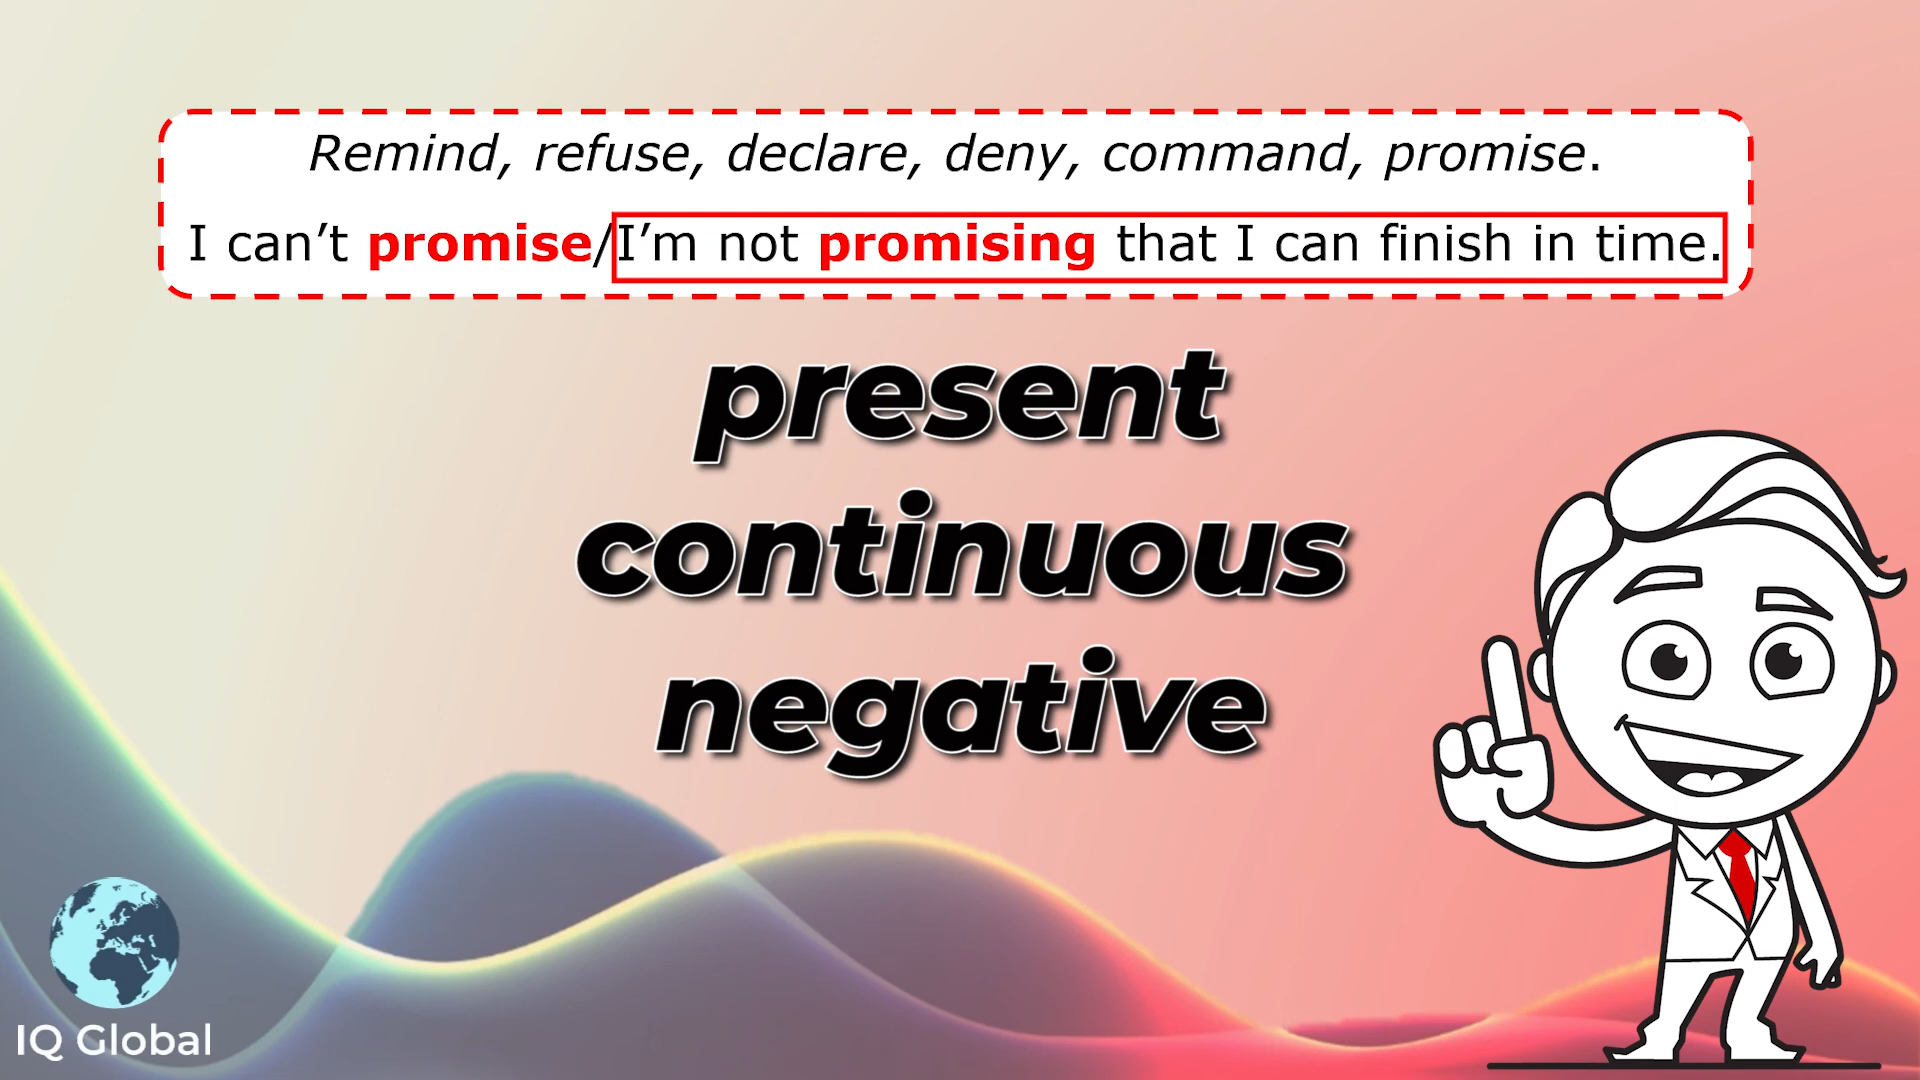 Remind, refuse, declare, deny, command, promise.
I can’t promise/I’m not promising that I can finish in time.
present
continuous
negative
IQ Global